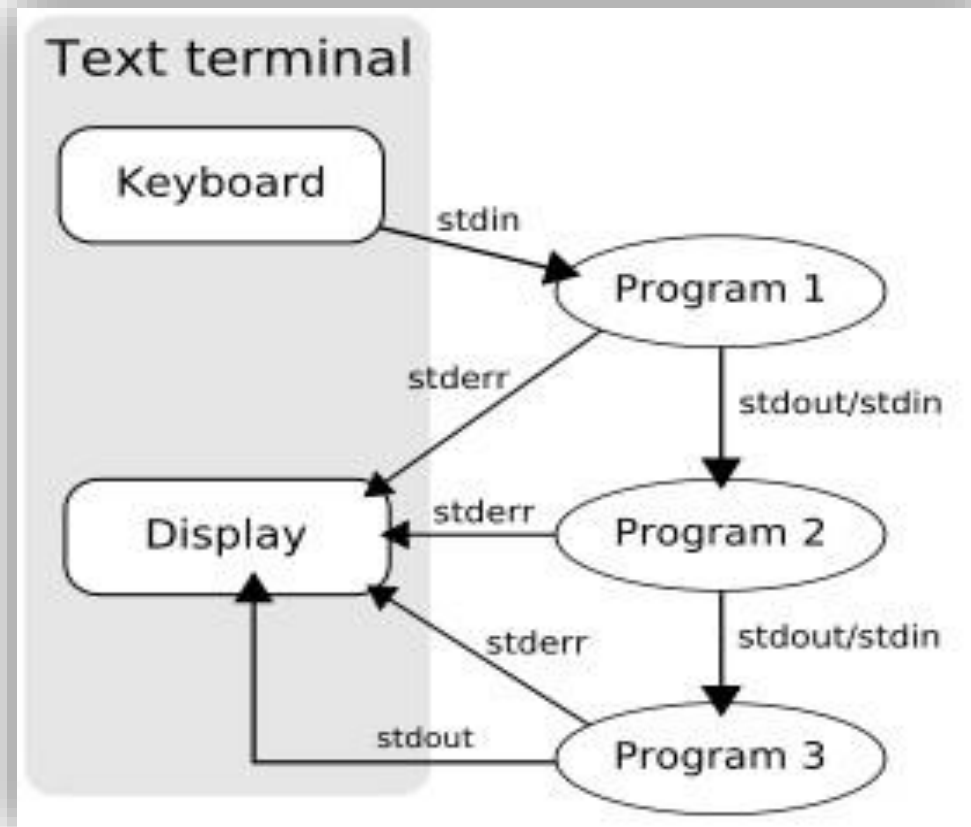 Text terminal
Keyboard
stdin
Program 1
stderr
stdout/stdin
Display
stderr
Program 2
stderr
stdout/stdin
stdout
Program 3